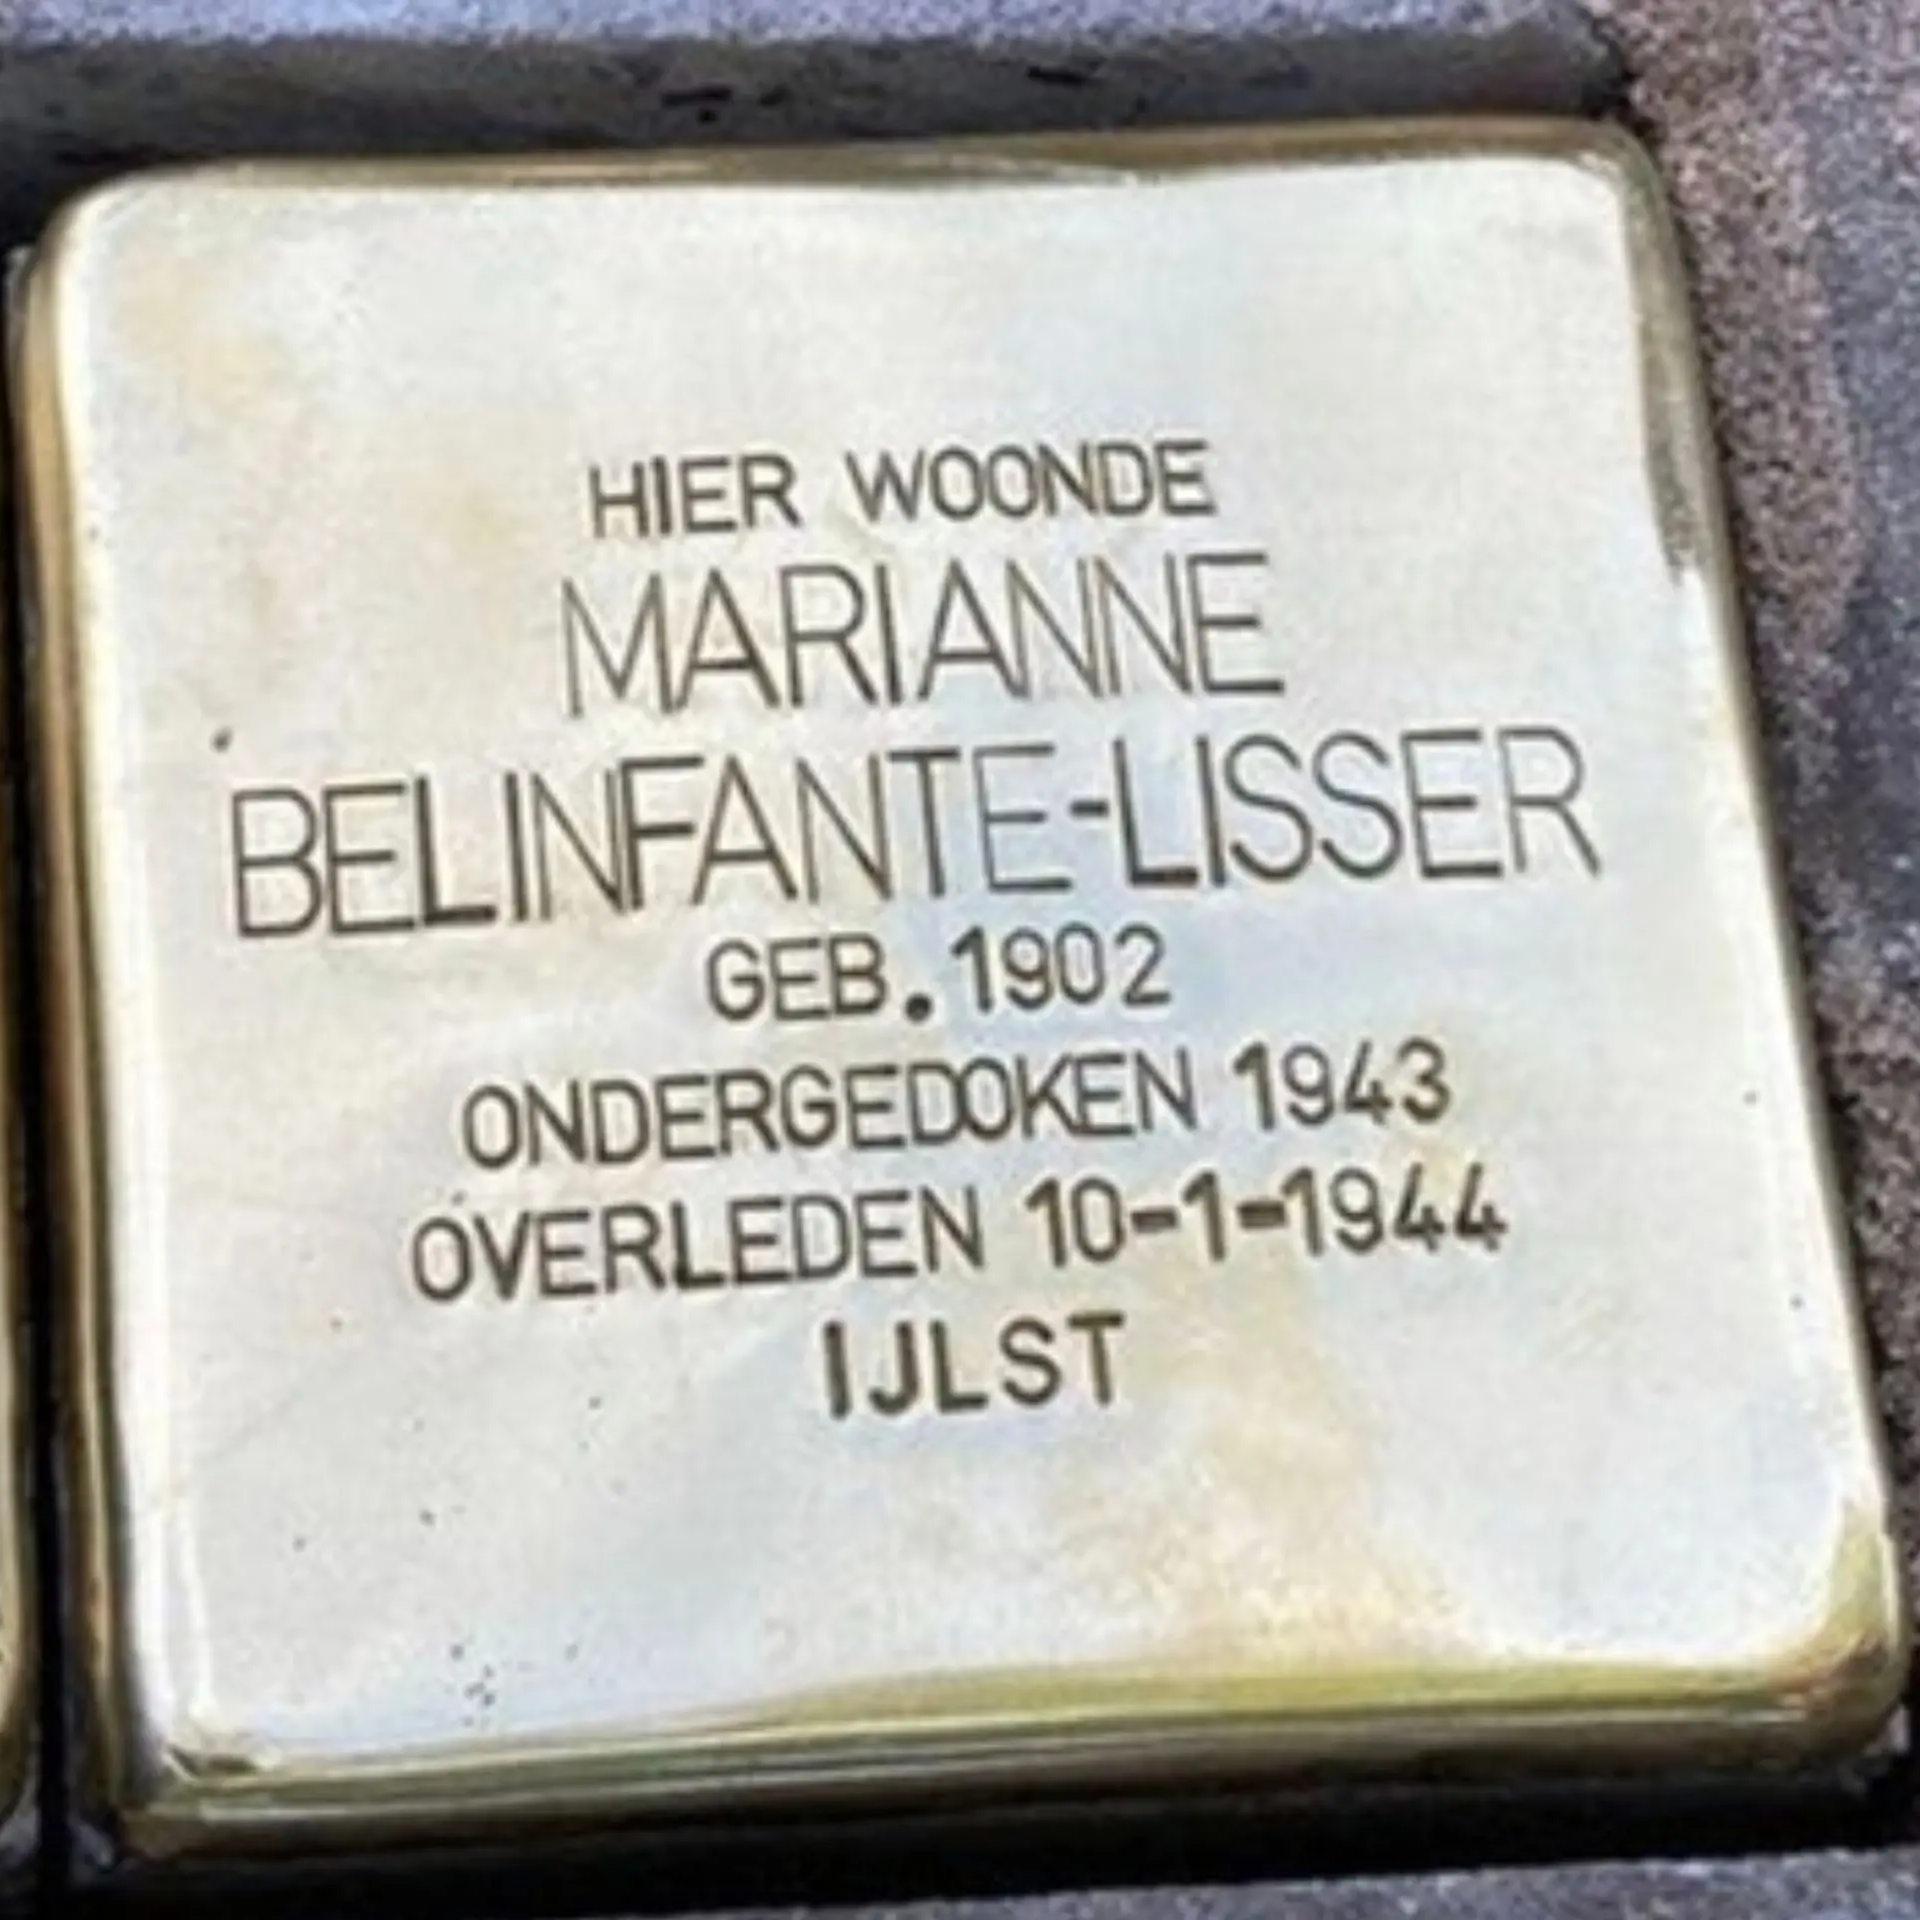 HIER WOONDE
MARIANNE
BELINFANTE-LISSER
GEB. 1902
ONDERGEDOKEN 1943
OVERLEDEN 10-1-1944
IJLST